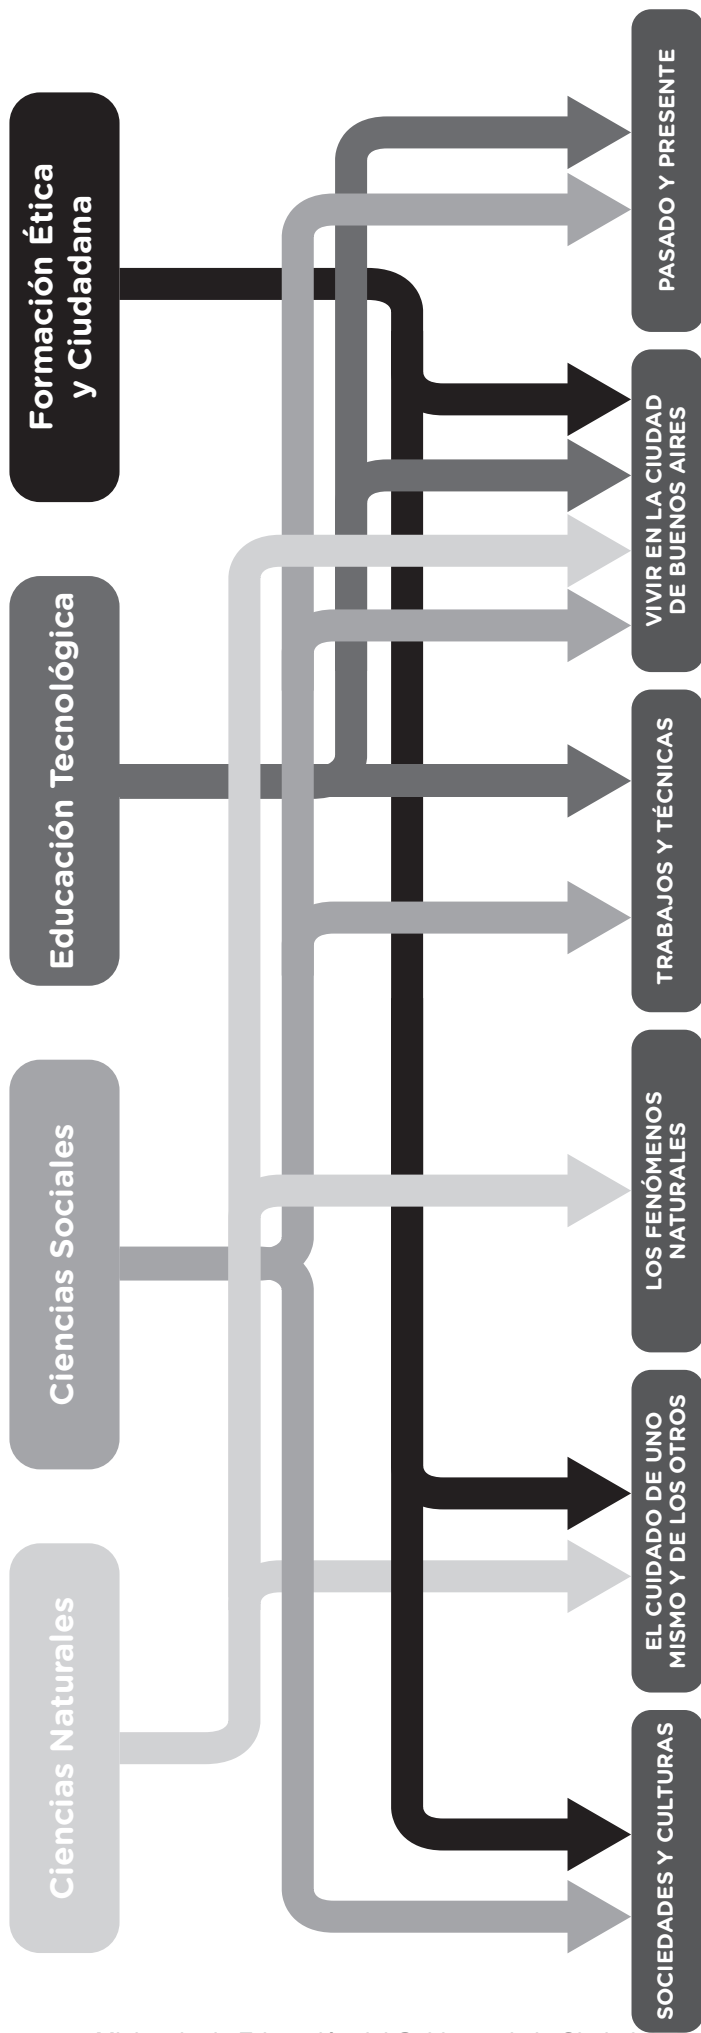 Ciencias Naturales
Ciencias Sociales
Educación Tecnológica
Formación Ética
y Ciudadana
SOCIEDADES Y CULTURAS
EL CUIDADO DE UNO
MISMO Y DE LOS OTROS
LOS FENÓMENOS
NATURALES
TRABAJOS Y TÉCNICAS
VIVIR EN LA CIUDAD
DE BUENOS AIRES
PASADO Y PRESENTE